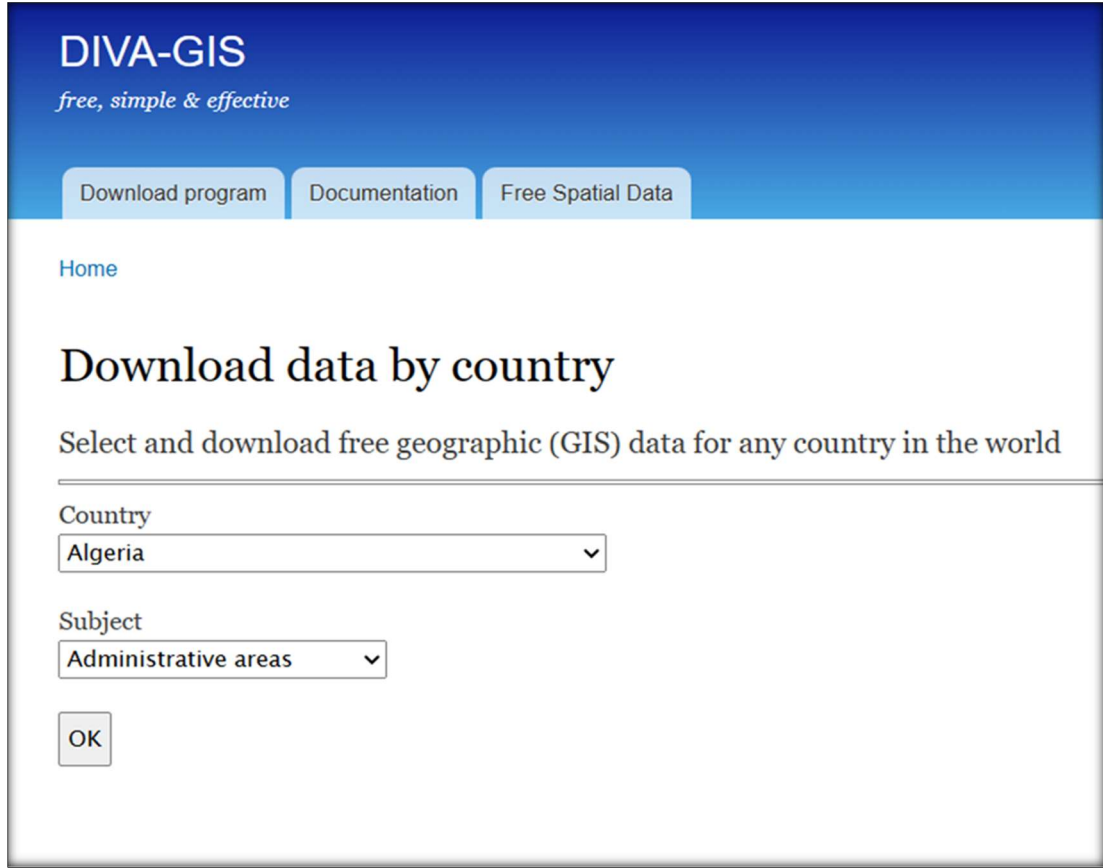 DIVA-GIS
free, simple & effective
Download program Documentation Free Spatial Data
Home
Download data by country
Select and download free geographic (GIS) data for any country in the world
Country
Algeria
Subject
Administrative areas
OK